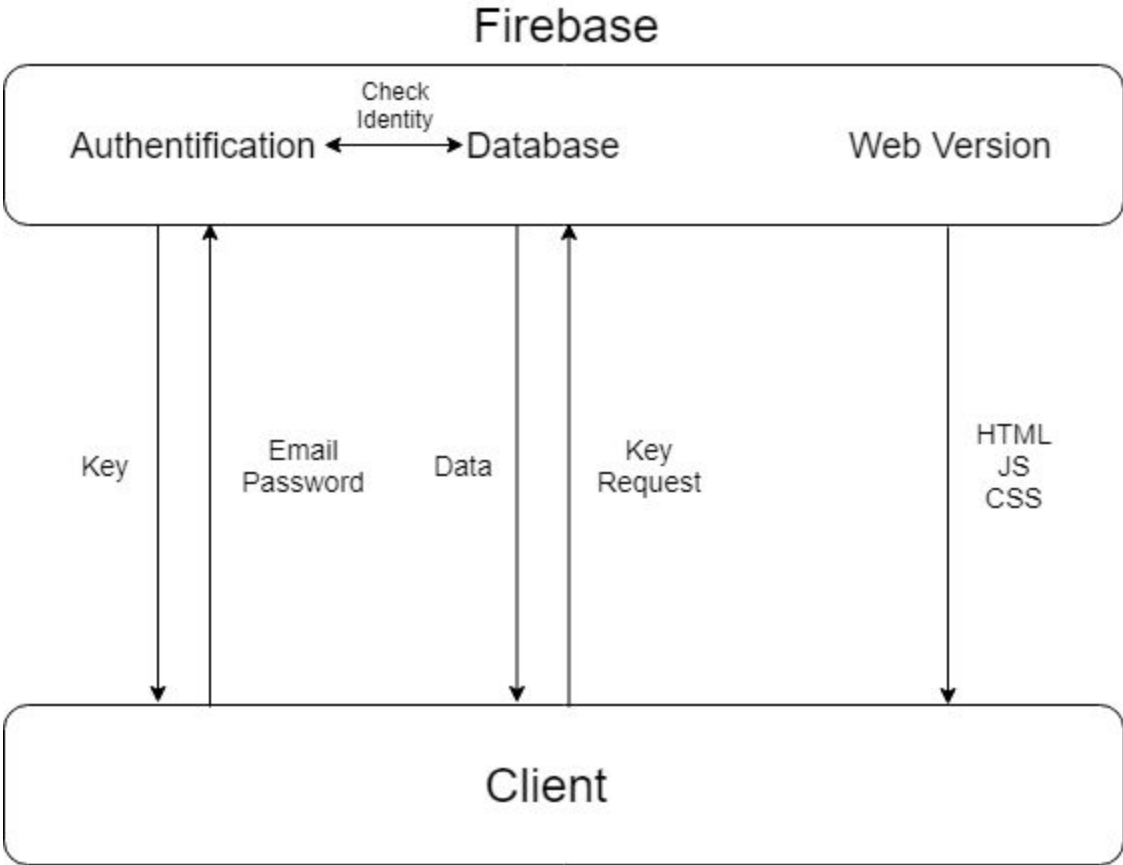 Firebase
Check
Identity
Authentification
Database
Web Version
Key
Email
Password
Data
Key
Request
HTML
JS
CSS
Client